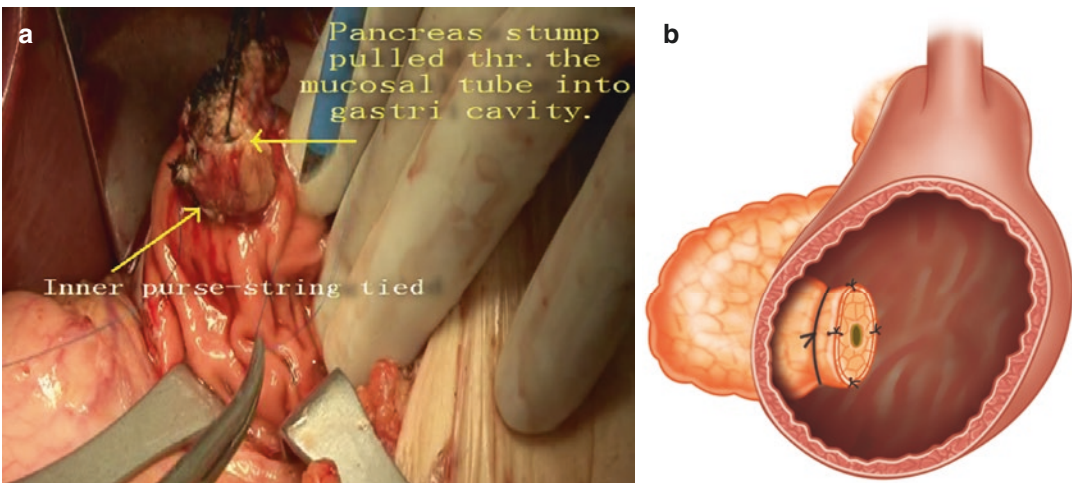 a
Pancreas stump
pulled thr. the
mucosal tube into
gastri cavity.
Inner purse-string tied
b